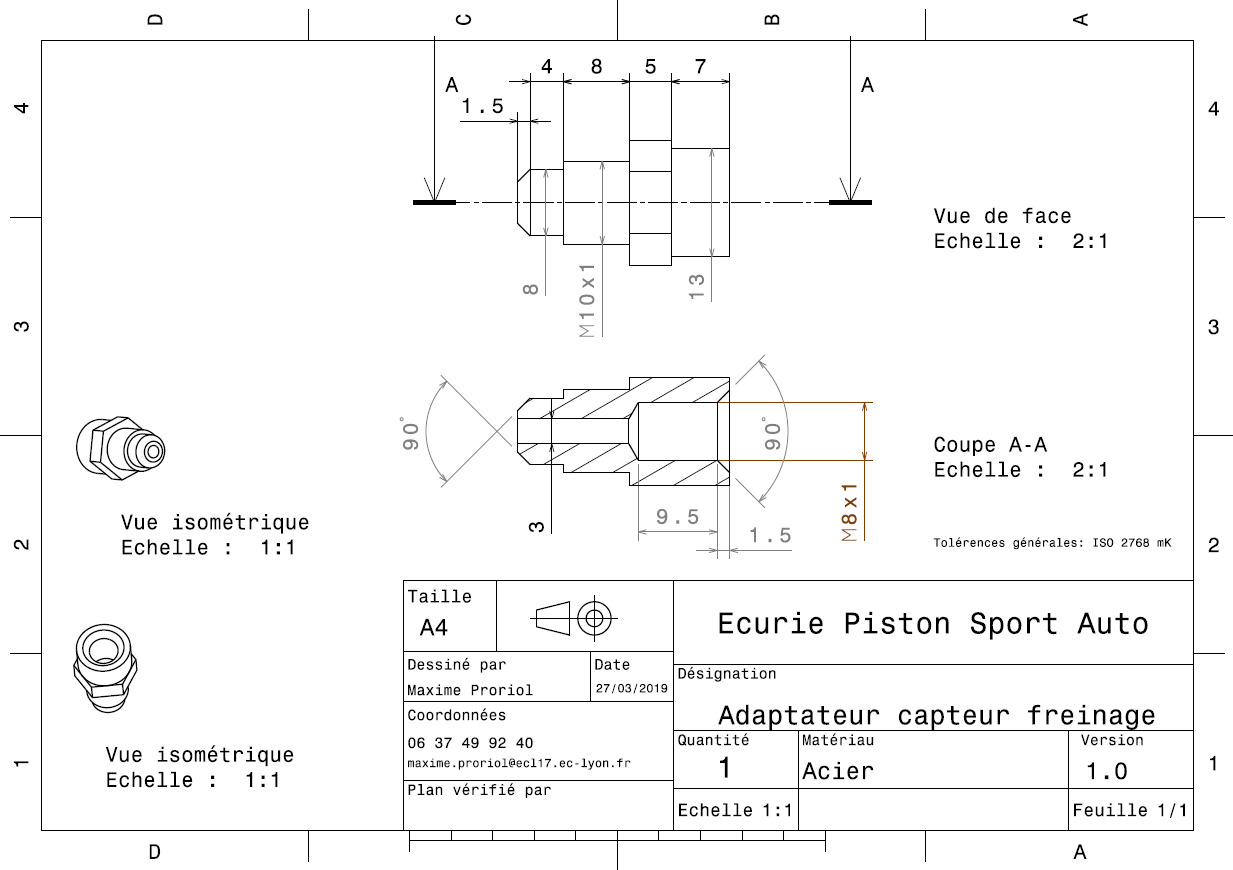 D C B A
4 8 5 7
A A
1.5
4 4
Vue de face
Echelle : 2:1
8
M10x1
13
3 3
90°
90°
Coupe A-A
Echelle : 2:1
3
9.5
1.5
M8x1
Vue isométrique
Echelle : 1:1
2 2
Tolérences générales: ISO 2768 mK
Taille
A4
Ecurie Piston Sport Auto
Dessiné par
Maxime Proriol
Date
27/03/2019
Désignation
Adaptateur capteur freinage
Coordonnées
06 37 49 92 40
maxime.proriol@ecl17.ec-lyon.fr
Quantité
1
Matériau
Acier
Version
1.0
Vue isométrique
Echelle : 1:1
1 1
Plan vérifié par
Echelle 1:1
Feuille 1/1
D A